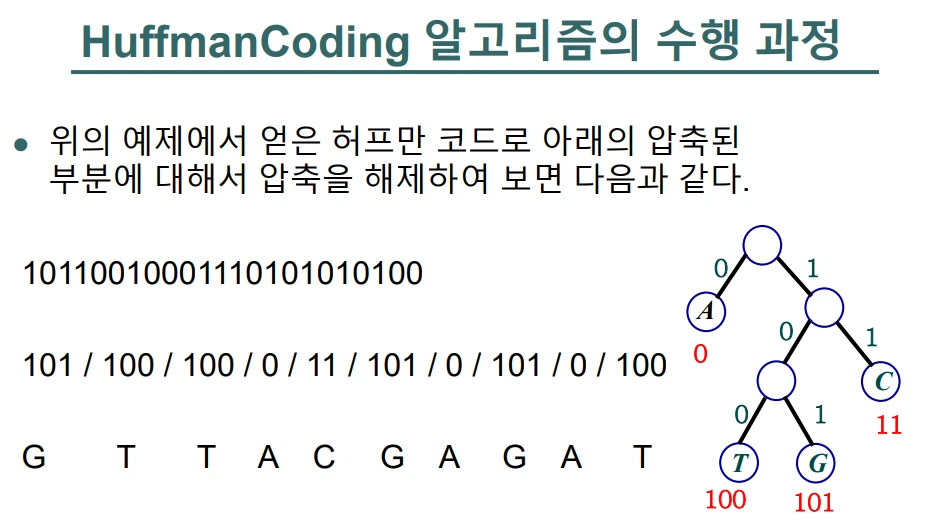 HuffmanCoding 알고리즘의 수행 과정
위의 예제에서 얻은 허프만 코드로 아래의 압축된
부분에 대해서 압축을 해제하여 보면 다음과 같다.
10110010001110101010100
101 / 100 / 100 / 0 / 11 / 101 / 0 / 101 / 0 / 100
G T T A C G A G A T
0 1
A
0
0 1
C
11
0 1
T G
100 101